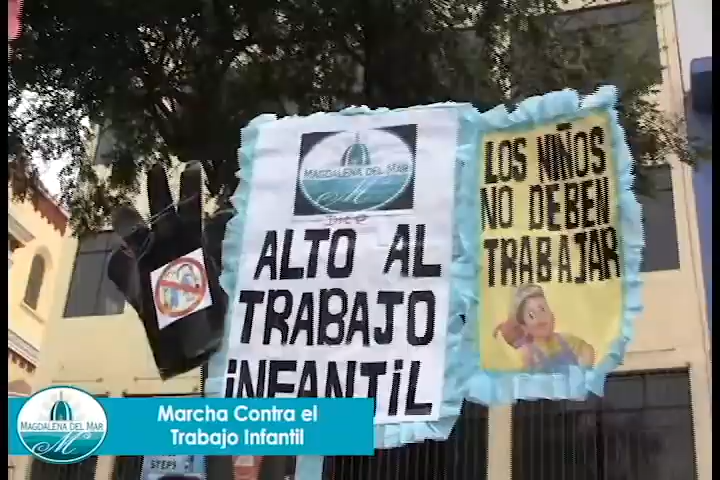 MAGDALENA DEL MAR
ALTO AL
TRABAJO
iNFANTiL
LOS NIÑOS
NO DEBEN
TRABAJAR
MAGDALENA DEL MAR
M
Marcha Contra el
Trabajo Infantil
STEPS